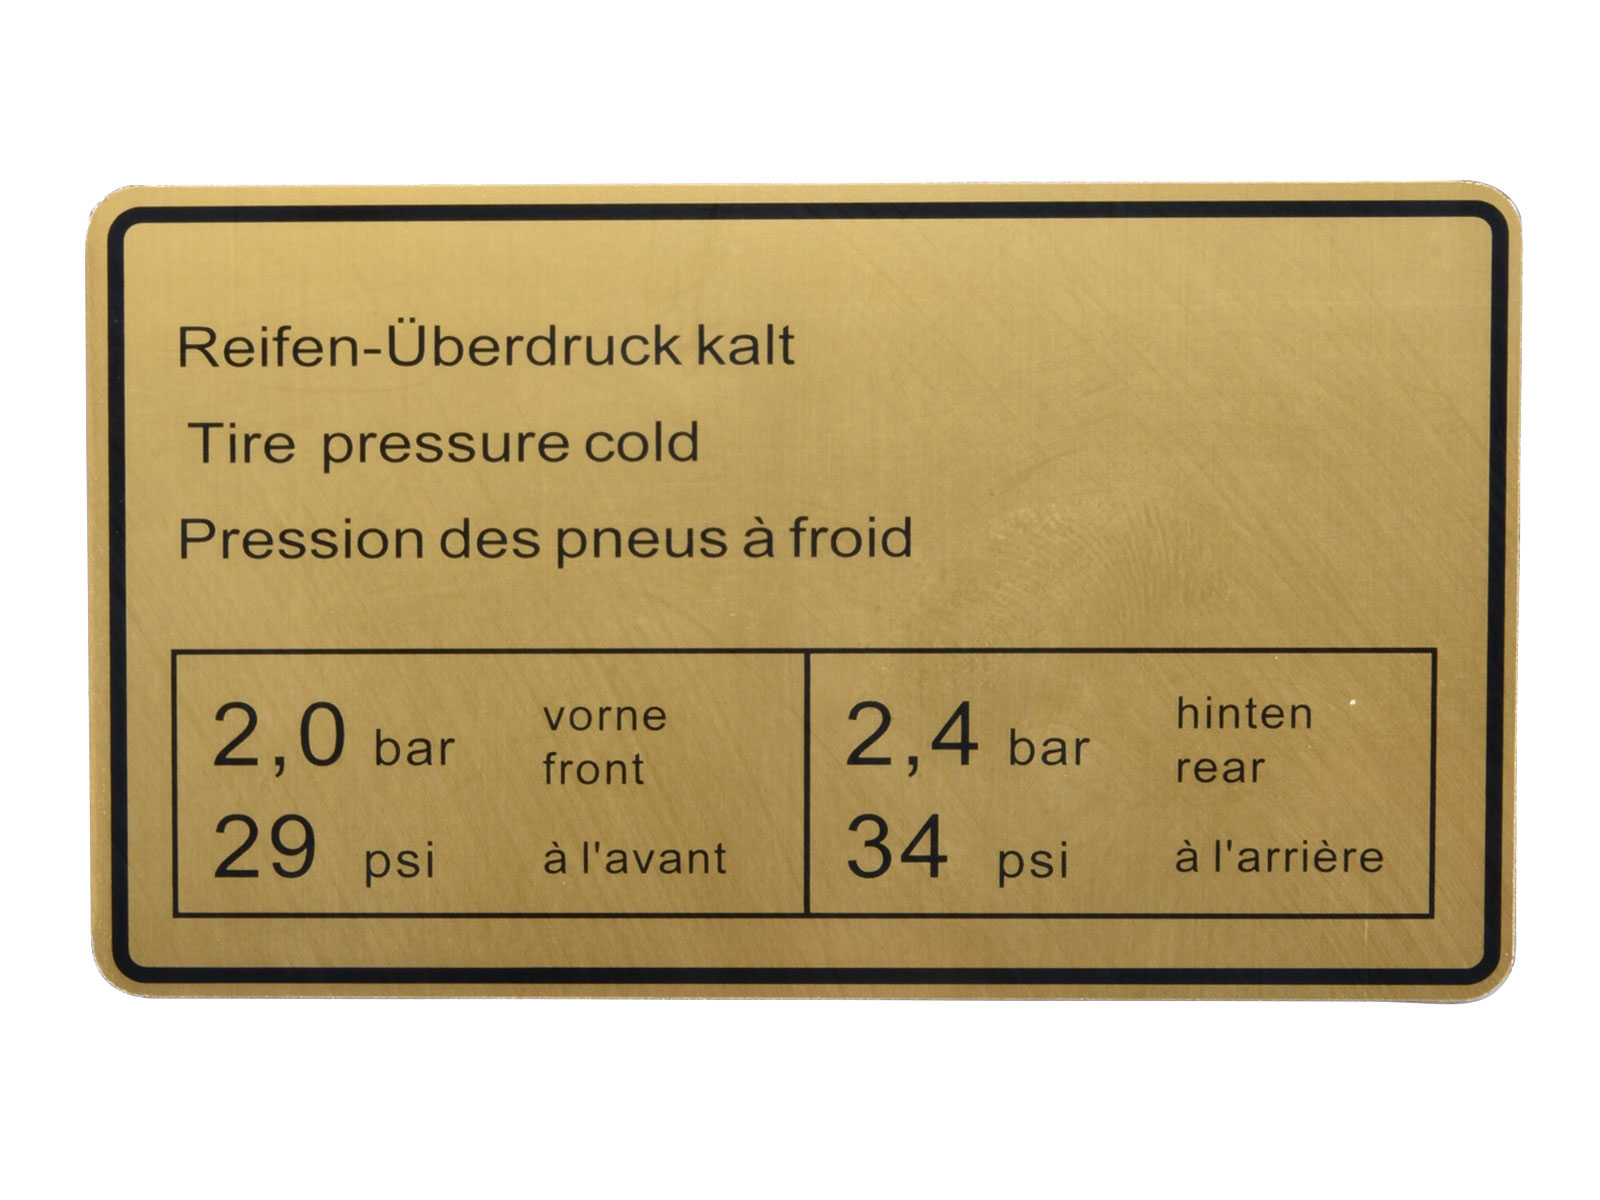 Reifen-Überdruck kalt
Tire pressure cold
Pression des pneus à froid
2,0 bar vorne front
29 psi à l'avant
2,4 bar hinten rear
34 psi à l'arrière